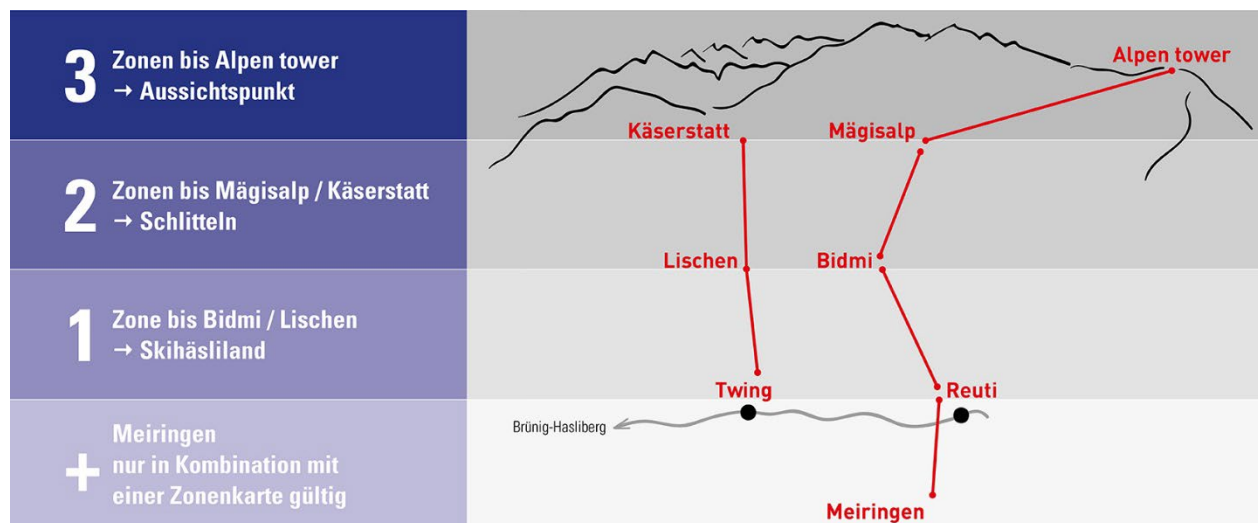 3
Zonen bis Alpen tower
→ Aussichtspunkt
2
Zonen bis Mägisalp / Käserstatt
→ Schlitteln
1
Zone bis Bidmi / Lischen
→ Skihäsliland
+
Meiringen
nur in Kombination mit
einer Zonenkarte gültig
Alpen tower
Käserstatt
Mägisalp
Lischen
Bidmi
Twing
Reuti
Brünig-Hasliberg
Meiringen